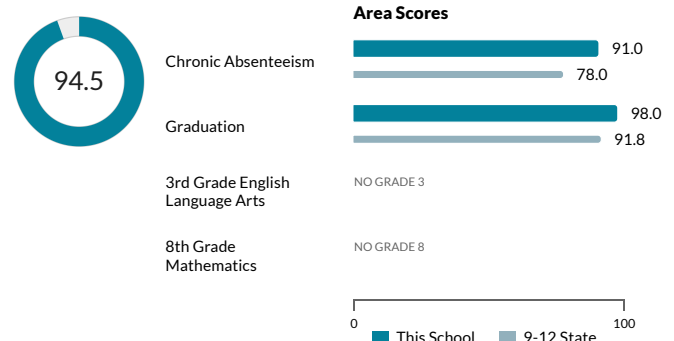 Area Scores
94.5
Chronic Absenteeism
91.0
78.0
Graduation
98.0
91.8
3rd Grade English
Language Arts
NO GRADE 3
8th Grade
Mathematics
NO GRADE 8
0
100
This School
9-12 State